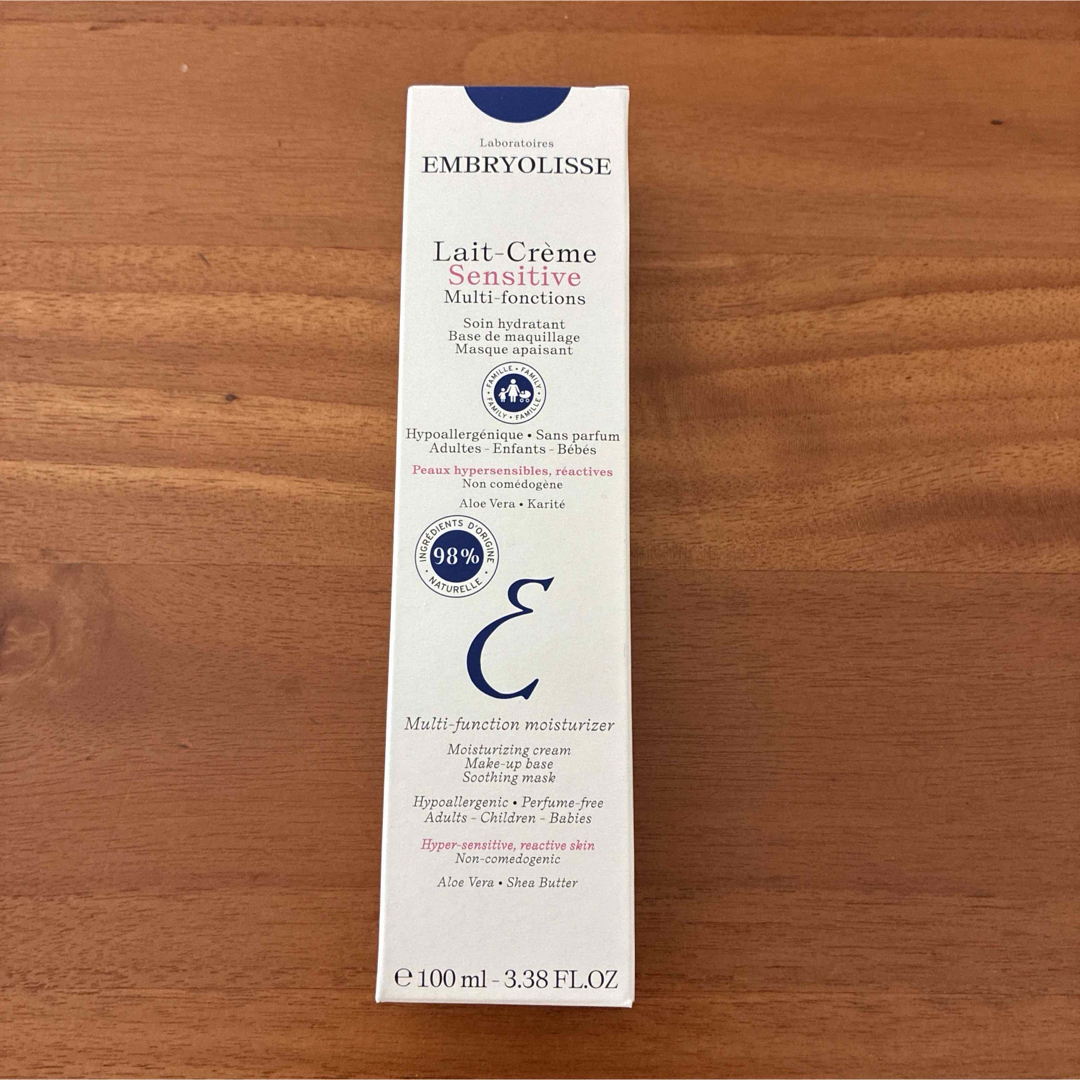 Laboratoires
EMBRYOLISSE
Lait-Crème
Sensitive
Multi-fonctions
Soin hydratant
Base de maquillage
Masque apaisant
FAMILLE • FAMILY • FAMILLE • FAMILY •
Hypoallergénique • Sans parfum
Adultes - Enfants - Bébés
Peaux hypersensibles, réactives
Non comédogène
Aloe Vera • Karité
INGRÉDIENTS D'ORIGINE
98%
• NATURELLE •
Multi-function moisturizer
Moisturizing cream
Make-up base
Soothing mask
Hypoallergenic • Perfume-free
Adults - Children - Babies
Hyper-sensitive, reactive skin
Non-comedogenic
Aloe Vera • Shea Butter
℮ 100 ml - 3.38 FL.OZ